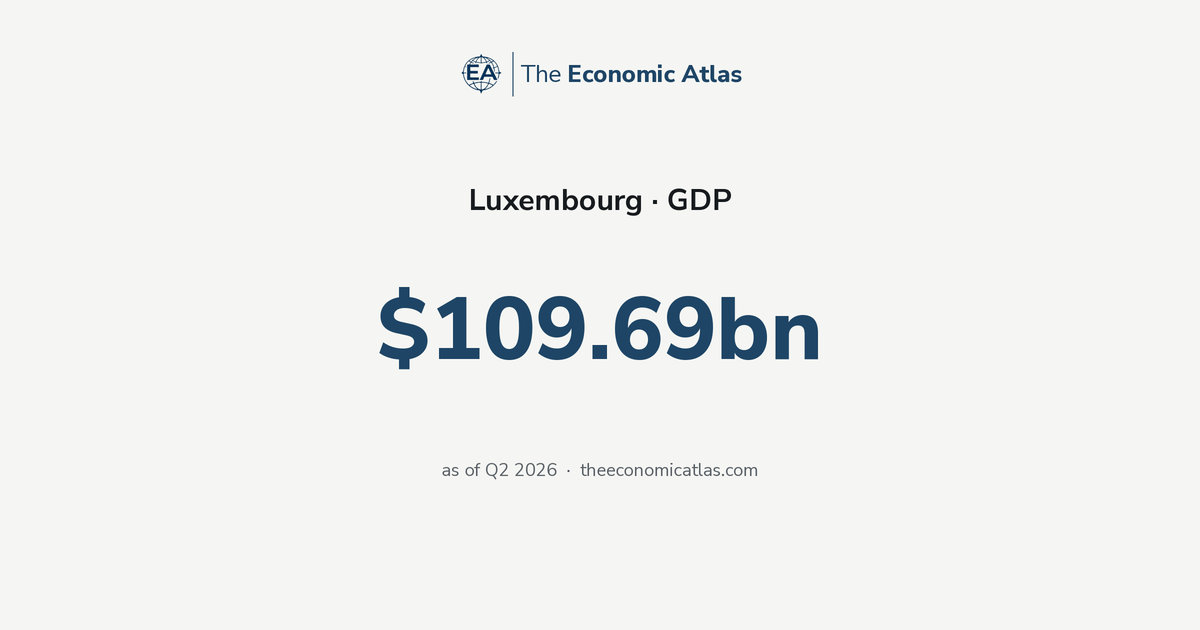 EA The Economic Atlas
Luxembourg · GDP
$109.69bn
as of Q2 2026 · theeconomicatlas.com